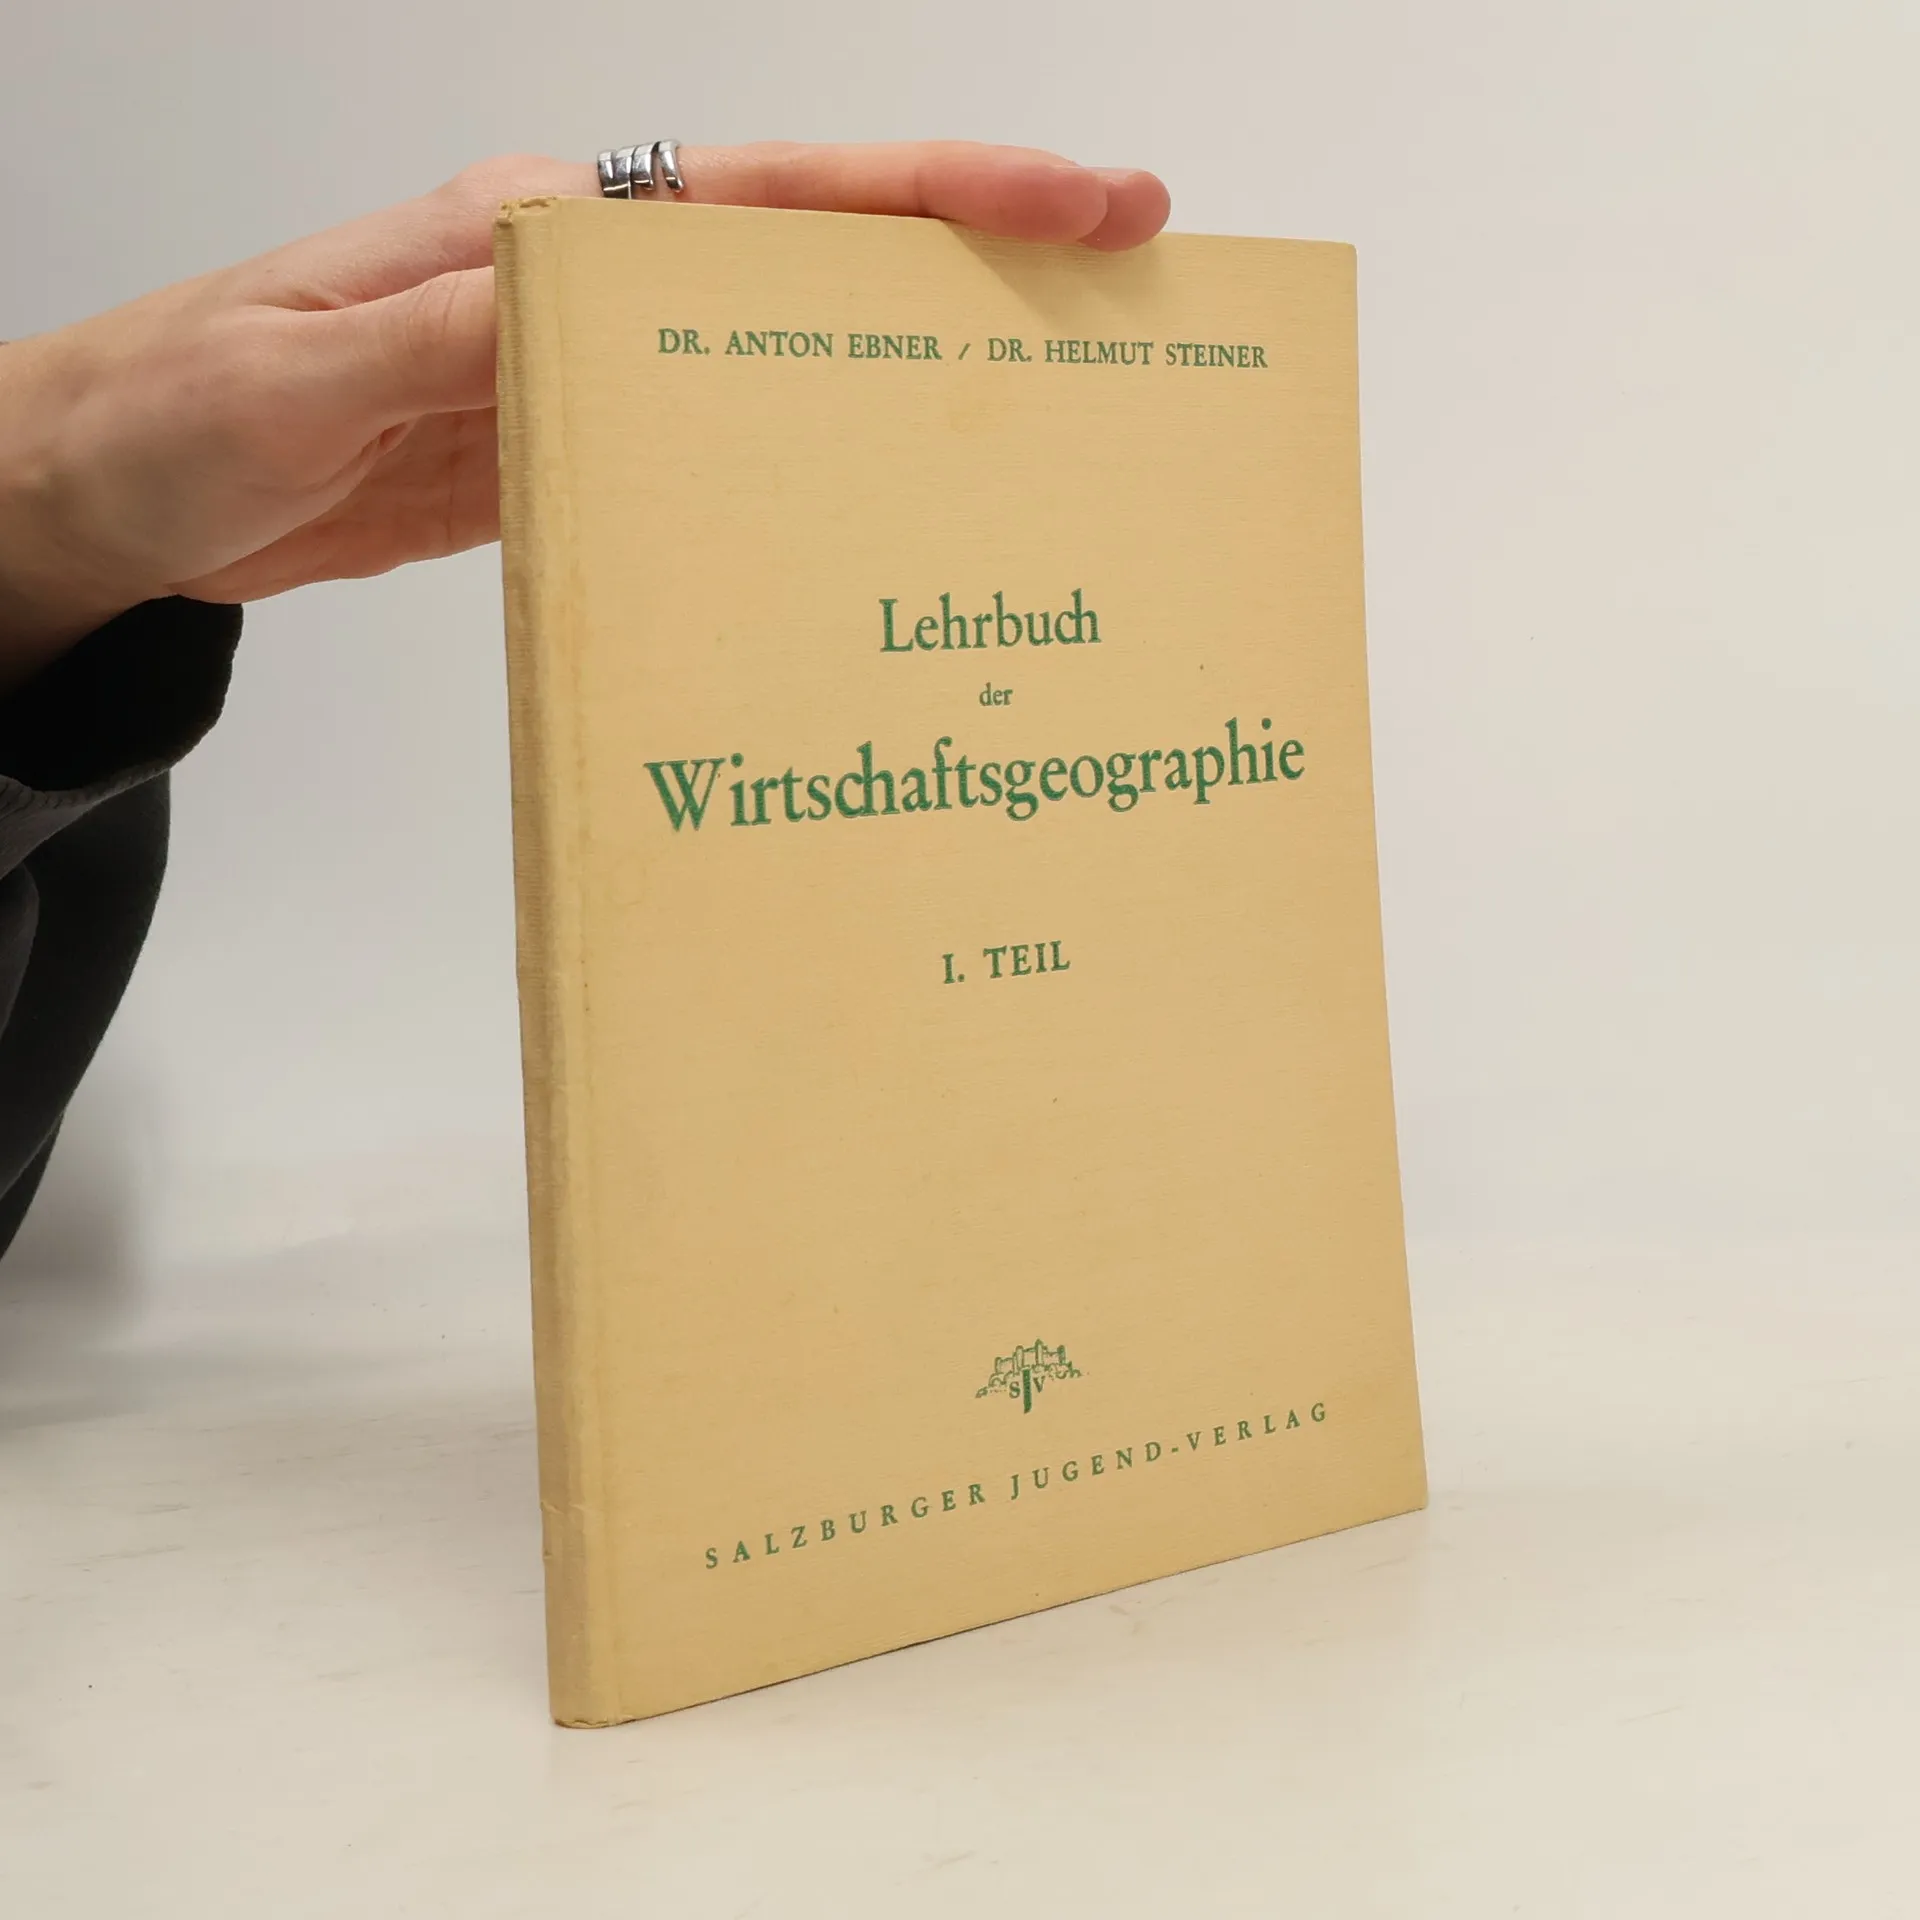 DR. ANTON EBNER / DR. HELMUT STEINER
Lehrbuch
der
Wirtschaftsgeographie
I. TEIL
SJV
SALZBURGER JUGEND-VERLAG